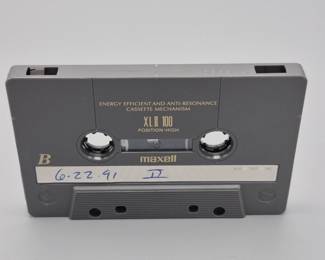 ENERGY EFFICIENT AND ANTI-RESONANCE
CASSETTE MECHANISM
XLII 100
POSITION•HIGH
maxell
B
6-22-91 II